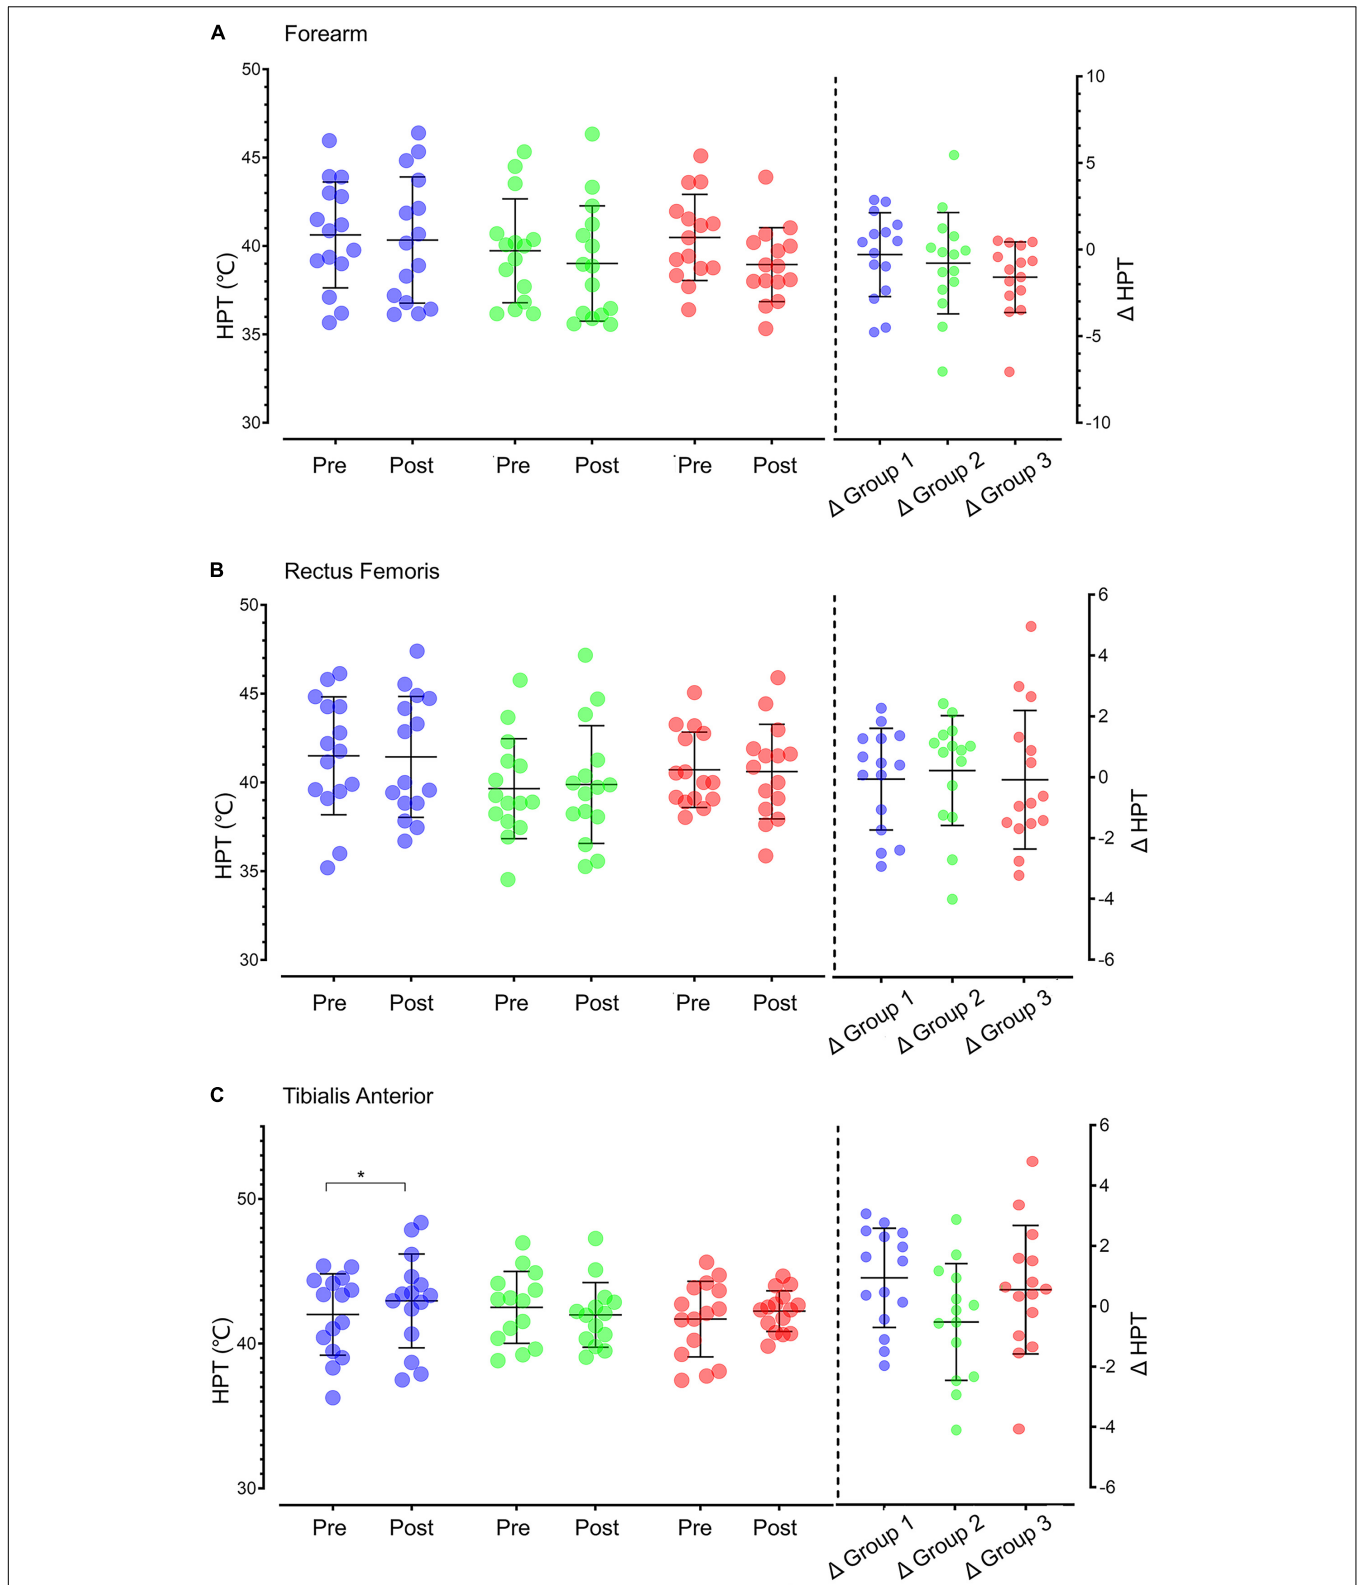 A Forearm
50
45
40
35
30
HPT (°C)
10
5
0
-5
-10
Δ HPT
Pre Post Pre Post Pre Post
Δ Group 1 Δ Group 2 Δ Group 3
B Rectus Femoris
50
45
40
35
30
HPT (°C)
6
4
2
0
-2
-4
-6
Δ HPT
Pre Post Pre Post Pre Post
Δ Group 1 Δ Group 2 Δ Group 3
C Tibialis Anterior
*
50
40
30
HPT (°C)
6
4
2
0
-2
-4
-6
Δ HPT
Pre Post Pre Post Pre Post
Δ Group 1 Δ Group 2 Δ Group 3